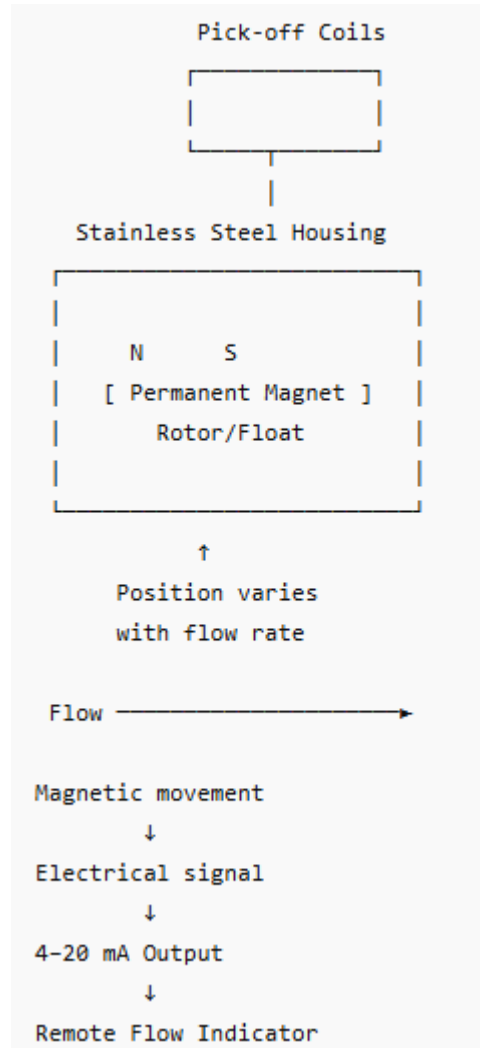 Pick-off Coils
Stainless Steel Housing
N S
[ Permanent Magnet ]
Rotor/Float
↑
Position varies
with flow rate
Flow ────────────────────►
Magnetic movement
↓
Electrical signal
↓
4–20 mA Output
↓
Remote Flow Indicator